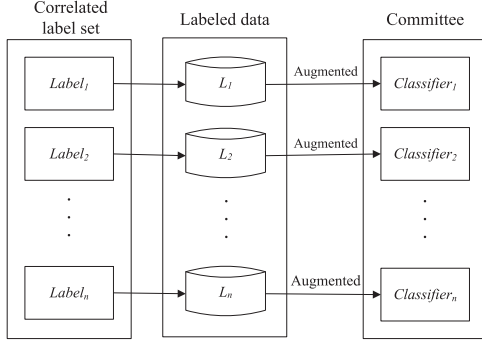 Correlated
label set
Labeled data
Committee
Label1
L1
Augmented
Classifier1
Label2
L2
Augmented
Classifier2
Labeln
Ln
Augmented
Classifiern